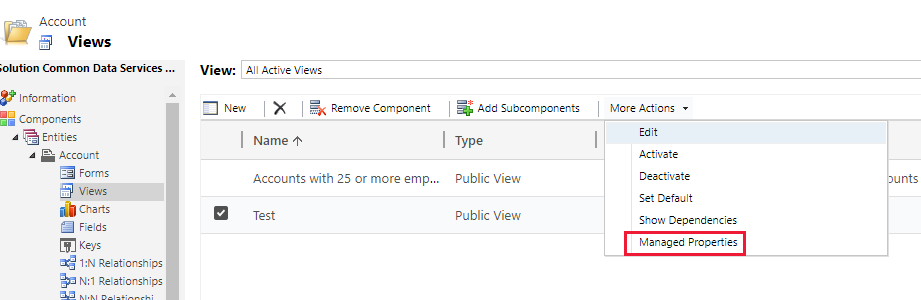 Account
Views
Solution Common Data Services ...
View: All Active Views
Information
New
Remove Component
Add Subcomponents
More Actions
Components
Entities
Name
Type
Edit
Account
Activate
Forms
Accounts with 25 or more emp...
Public View
Deactivate
counts
Views
Set Default
Charts
Test
Public View
Show Dependencies
Fields
Managed Properties
Keys
1:N Relationships
N:1 Relationships
N:N Relationshi